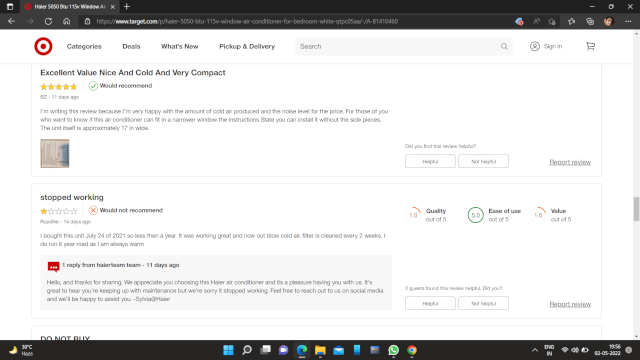 Haier 5050 Btu 115v Window Air
https://www.target.com/p/haier-5050-btu-115v-window-air-conditioner-for-bedroom-white-qtpc05aa/-/A-81410460
Categories
Deals
What's New
Pickup & Delivery
Search
Sign in
Excellent Value Nice And Cold And Very Compact
Would recommend
BZ - 11 days ago
I'm writing this review because I'm very happy with the amount of cold air produced and the noise level for the price. For those of you
who want to know if this air conditioner can fit in a narrower window the instructions State you can install it without the side pieces.
The unit itself is approximately 17 in wide.
Did you find this review helpful?
Helpful
Not helpful
Report review
stopped working
Would not recommend
14 days ago
I bought this unit July 24 of 2021 so less then a year. It was working great and now out blow cold air. filter is cleaned every 2 weeks. I
do run it year road as I am always warm
1.0
Quality
out of 5
5.0
Ease of use
out of 5
1.0
Value
out of 5
1 reply from haierteam team - 11 days ago
Hello, and thanks for sharing. We appreciate you choosing this Haier air conditioner and its a pleasure having you with us. It's
great to hear you're keeping up with maintenance but we're sorry it stopped working. Feel free to reach out to us on social media
and we'll be happy to assist you. -Sylvia@Haier
guests found this review helpful. Did you?
Helpful
Not helpful
Report review
DO NOT BUY
30°C
Haze
ENG
IN
19:56
02-05-2022